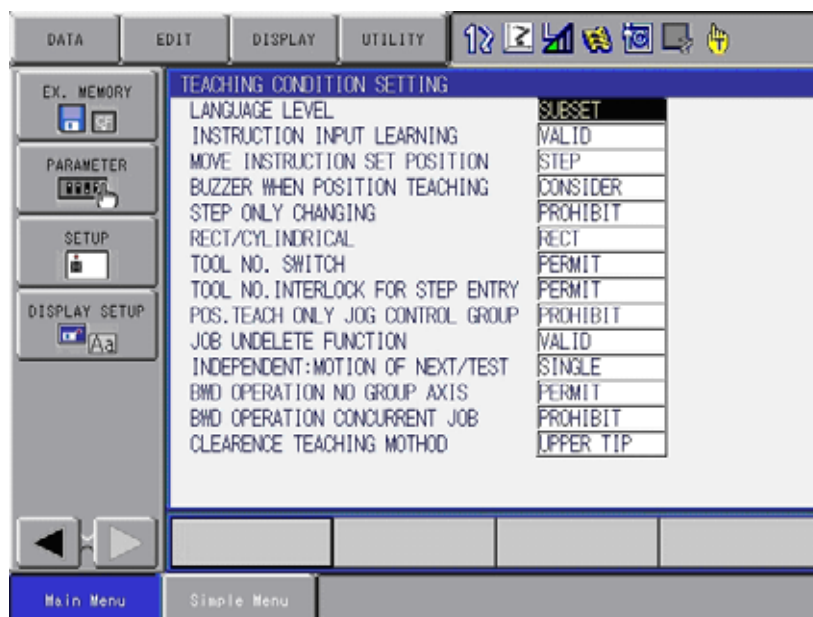 DATA EDIT DISPLAY UTILITY
EX. MEMORY
CF
PARAMETER
SETUP
DISPLAY SETUP
Aa
TEACHING CONDITION SETTING
LANGUAGE LEVEL SUBSET
INSTRUCTION INPUT LEARNING VALID
MOVE INSTRUCTION SET POSITION STEP
BUZZER WHEN POSITION TEACHING CONSIDER
STEP ONLY CHANGING PROHIBIT
RECT/CYLINDRICAL RECT
TOOL NO. SWITCH PERMIT
TOOL NO.INTERLOCK FOR STEP ENTRY PERMIT
POS.TEACH ONLY JOG CONTROL GROUP PROHIBIT
JOB UNDELETE FUNCTION VALID
INDEPENDENT:MOTION OF NEXT/TEST SINGLE
BWD OPERATION NO GROUP AXIS PERMIT
BWD OPERATION CONCURRENT JOB PROHIBIT
CLEARENCE TEACHING MOTHOD UPPER TIP
Main Menu Simple Menu